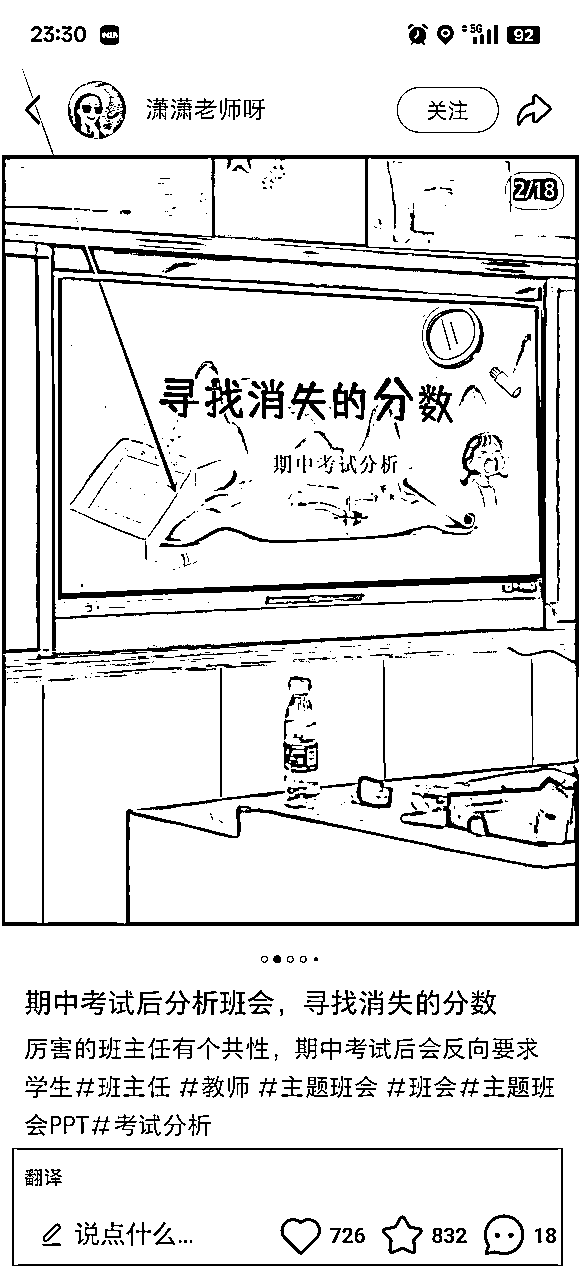 23:30
5G
92
潇潇老师呀
关注
2/18
寻找消失的分数
期中考试分析
期中考试后分析班会，寻找消失的分数
厉害的班主任有个共性，期中考试后会反向要求
学生#班主任 #教师 #主题班会 #班会#主题班
会PPT#考试分析
翻译
说点什么...
726
832
18